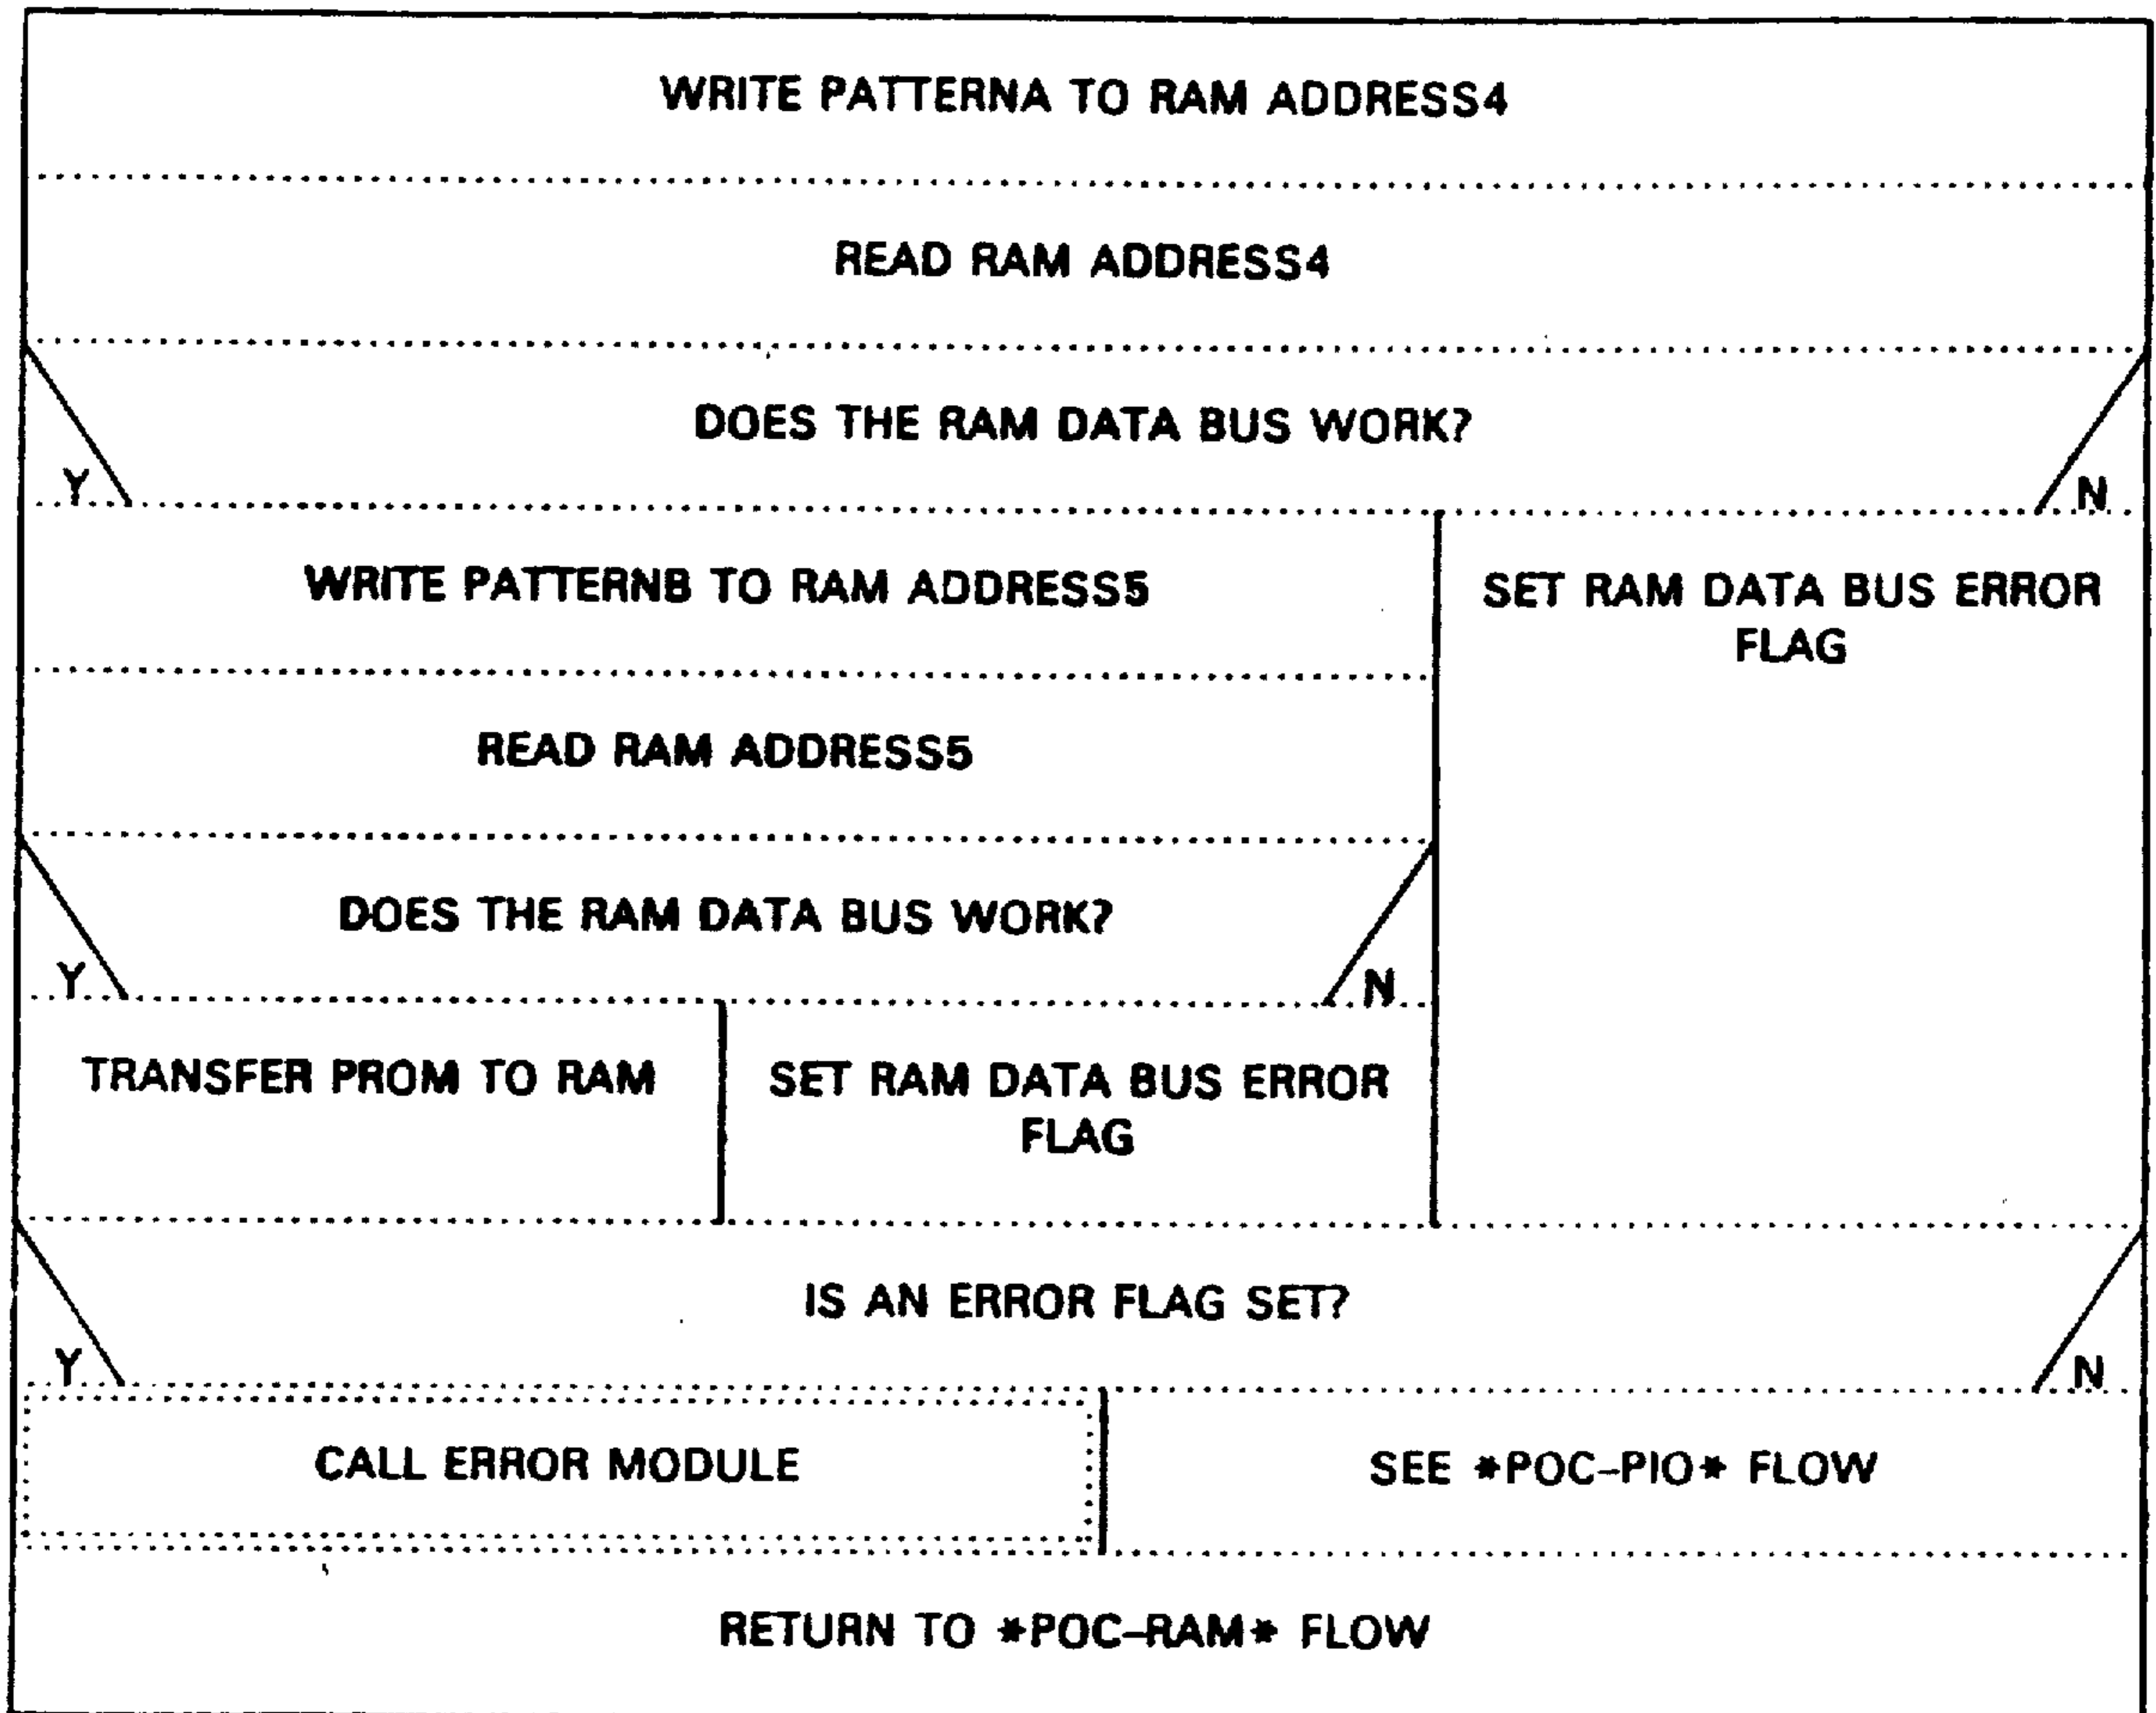 WRITE PATTERNA TO RAM ADDRESS4
READ RAM ADDRESS4
DOES THE RAM DATA BUS WORK?
Y
N
WRITE PATTERNB TO RAM ADDRESS5
SET RAM DATA BUS ERROR
FLAG
READ RAM ADDRESS5
DOES THE RAM DATA BUS WORK?
Y
N
TRANSFER PROM TO RAM
SET RAM DATA BUS ERROR
FLAG
IS AN ERROR FLAG SET?
Y
N
CALL ERROR MODULE
SEE *POC-PIO* FLOW
RETURN TO *POC-RAM* FLOW